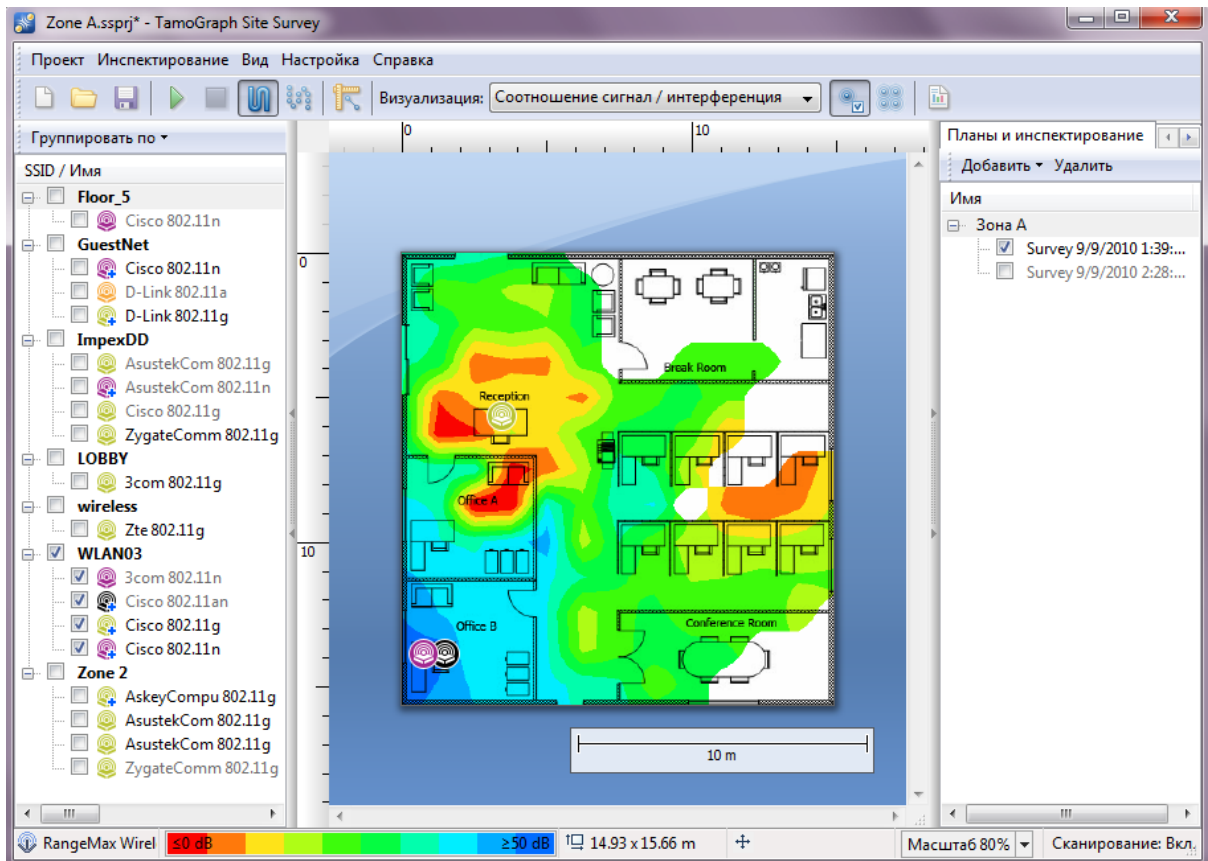 Zone A.ssprj* - TamoGraph Site Survey
Проект Инспектирование Вид Настройка Справка
Визуализация: Соотношение сигнал / интерференция
Группировать по
SSID / Имя
Floor_5
Cisco 802.11n
GuestNet
Cisco 802.11n
D-Link 802.11a
D-Link 802.11g
ImpexDD
AsustekCom 802.11g
AsustekCom 802.11n
Cisco 802.11g
ZygateComm 802.11g
LOBBY
3com 802.11g
wireless
Zte 802.11g
WLAN03
3com 802.11n
Cisco 802.11an
Cisco 802.11g
Cisco 802.11n
Zone 2
AskeyCompu 802.11g
AsustekCom 802.11g
AsustekCom 802.11g
ZygateComm 802.11g
0
10
0
10
Break Room
Reception
Office A
Office B
Conference Room
10 m
Планы и инспектирование
Добавить Удалить
Имя
Зона А
Survey 9/9/2010 1:39:...
Survey 9/9/2010 2:28:...
RangeMax Wirel
≤0 dB
≥50 dB
14.93 x 15.66 m
Масштаб 80%
Сканирование: Вкл.